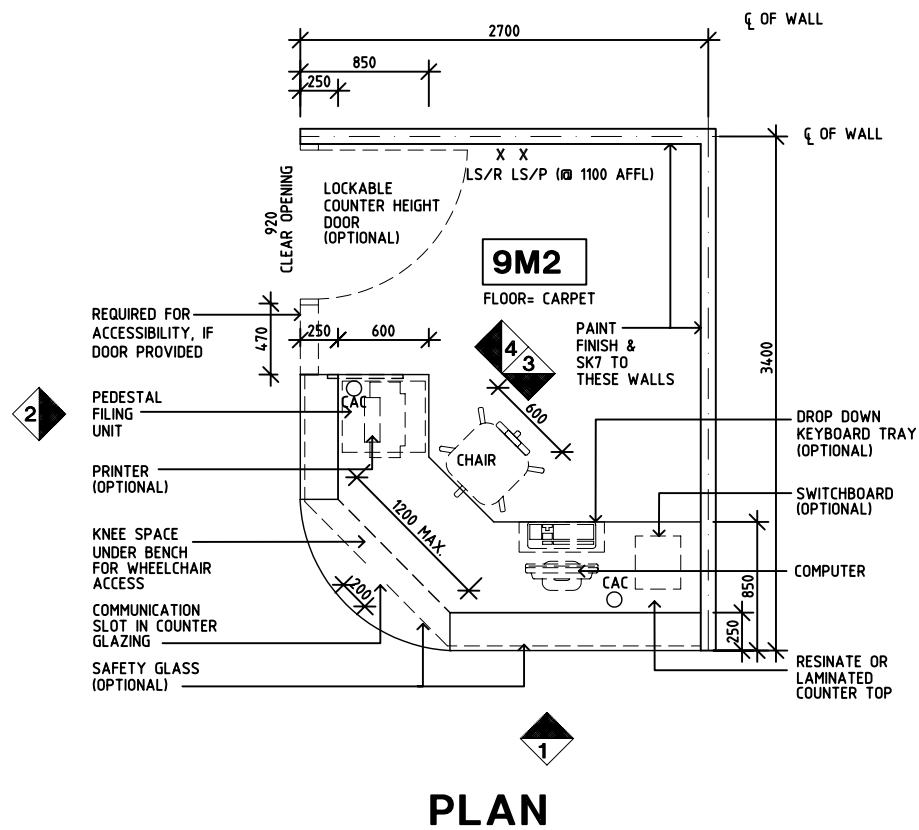 ℄ OF WALL
2700
850
250
℄ OF WALL
X X
LS/R LS/P (@ 1100 AFFL)
LOCKABLE
COUNTER HEIGHT
DOOR
(OPTIONAL)
920
CLEAR OPENING
9M2
FLOOR= CARPET
REQUIRED FOR
ACCESSIBILITY, IF
DOOR PROVIDED
470
250
600
PAINT
FINISH &
SK7 TO
THESE WALLS
3400
4
3
600
2
PEDESTAL
FILING
UNIT
CAC
DROP DOWN
KEYBOARD TRAY
(OPTIONAL)
CHAIR
PRINTER
(OPTIONAL)
SWITCHBOARD
(OPTIONAL)
1200 MAX.
KNEE SPACE
UNDER BENCH
FOR WHEELCHAIR
ACCESS
COMPUTER
CAC
850
200
250
COMMUNICATION
SLOT IN COUNTER
GLAZING
SAFETY GLASS
(OPTIONAL)
RESINATE OR
LAMINATED
COUNTER TOP
1
PLAN